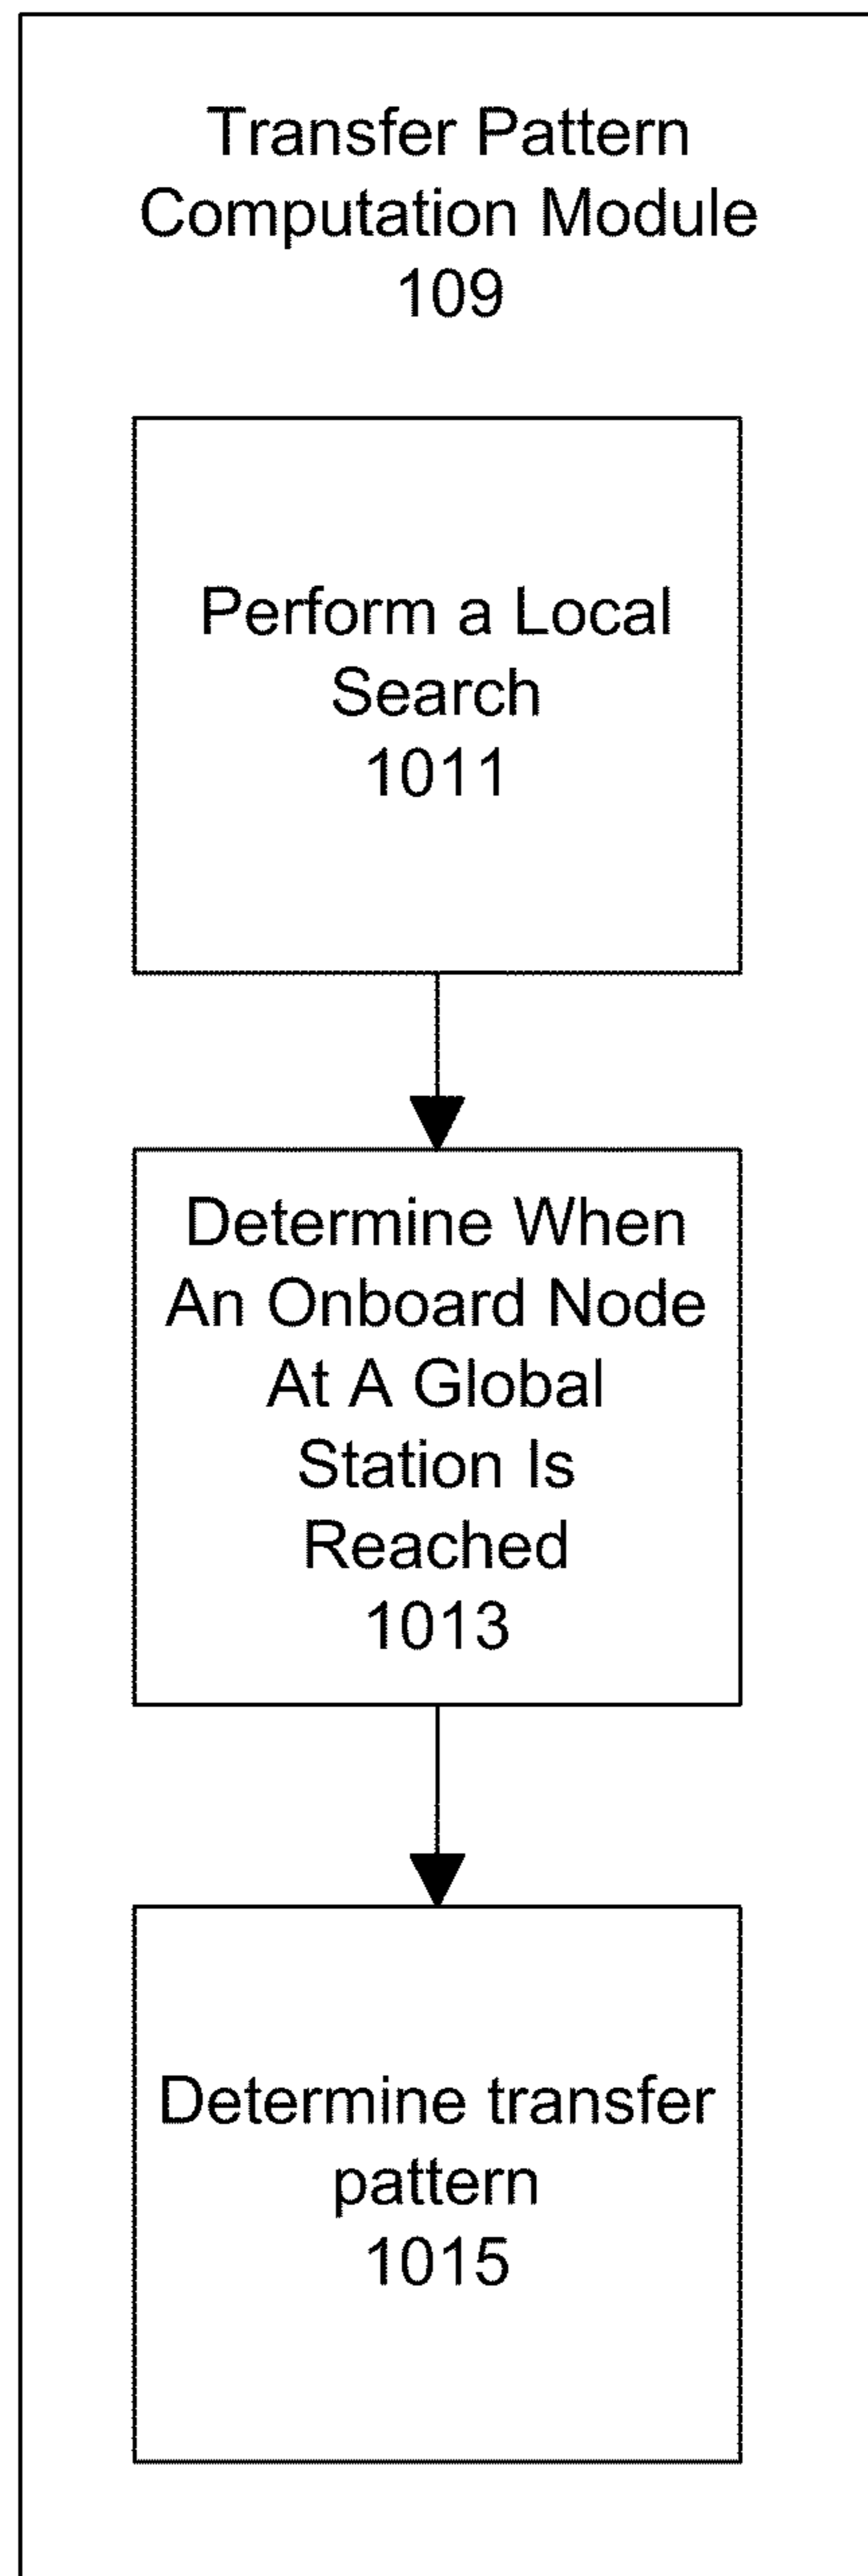 Transfer Pattern
Computation Module
109
Perform a Local
Search
1011
Determine When
An Onboard Node
At A Global
Station Is
Reached
1013
Determine transfer
pattern
1015